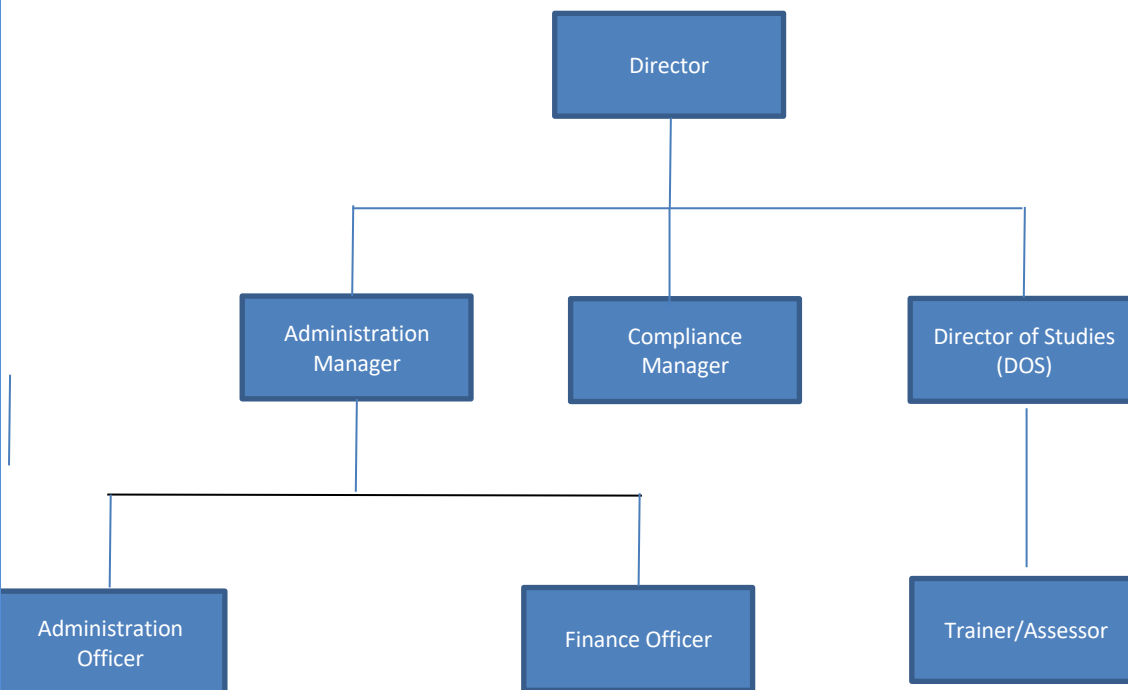 Director
Administration
Manager
Compliance
Manager
Director of Studies
(DOS)
Administration
Officer
Finance Officer
Trainer/Assessor